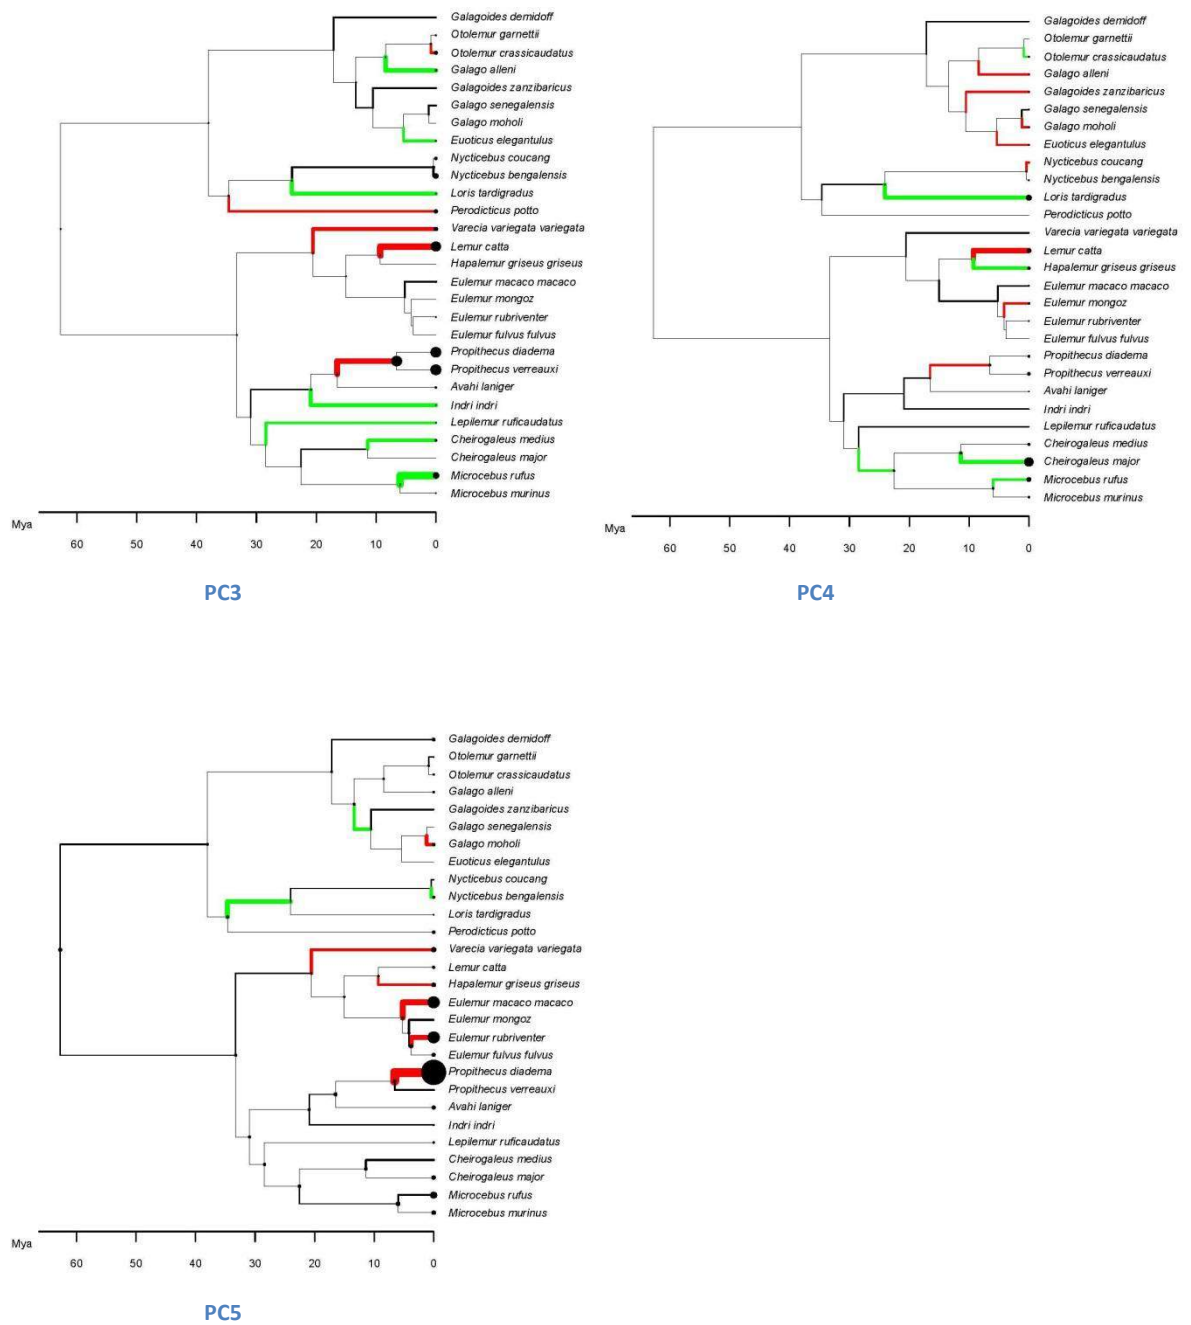 Galagoides demidoff
Otolemur garnettii
Otolemur crassicaudatus
Galago alleni
Galagoides zanzibaricus
Galago senegalensis
Galago moholi
Euoticus elegantulus
Nycticebus coucang
Nycticebus bengalensis
Loris tardigradus
Perodicticus potto
Varecia variegata variegata
Lemur catta
Hapalemur griseus griseus
Eulemur macaco macaco
Eulemur mongoz
Eulemur rubriventer
Eulemur fulvus fulvus
Propithecus diadema
Propithecus verreauxi
Avahi laniger
Indri indri
Lepilemur ruficaudatus
Cheirogaleus medius
Cheirogaleus major
Microcebus rufus
Microcebus murinus
Mya
60 50 40 30 20 10 0
PC3
Galagoides demidoff
Otolemur garnettii
Otolemur crassicaudatus
Galago alleni
Galagoides zanzibaricus
Galago senegalensis
Galago moholi
Euoticus elegantulus
Nycticebus coucang
Nycticebus bengalensis
Loris tardigradus
Perodicticus potto
Varecia variegata variegata
Lemur catta
Hapalemur griseus griseus
Eulemur macaco macaco
Eulemur mongoz
Eulemur rubriventer
Eulemur fulvus fulvus
Propithecus diadema
Propithecus verreauxi
Avahi laniger
Indri indri
Lepilemur ruficaudatus
Cheirogaleus medius
Cheirogaleus major
Microcebus rufus
Microcebus murinus
Mya
60 40 30 20 10 0
PC4
Galagoides demidoff
Otolemur garnettii
Otolemur crassicaudatus
Galago alleni
Galagoides zanzibaricus
Galago senegalensis
Galago moholi
Euoticus elegantulus
Nycticebus coucang
Nycticebus bengalensis
Loris tardigradus
Perodicticus potto
Varecia variegata variegata
Lemur catta
Hapalemur griseus griseus
Eulemur macaco macaco
Eulemur mongoz
Eulemur rubriventer
Eulemur fulvus fulvus
Propithecus diadema
Propithecus verreauxi
Avahi laniger
Indri indri
Lepilemur ruficaudatus
Cheirogaleus medius
Cheirogaleus major
Microcebus rufus
Microcebus murinus
Mya
60 50 40 30 20 10 0
PC5